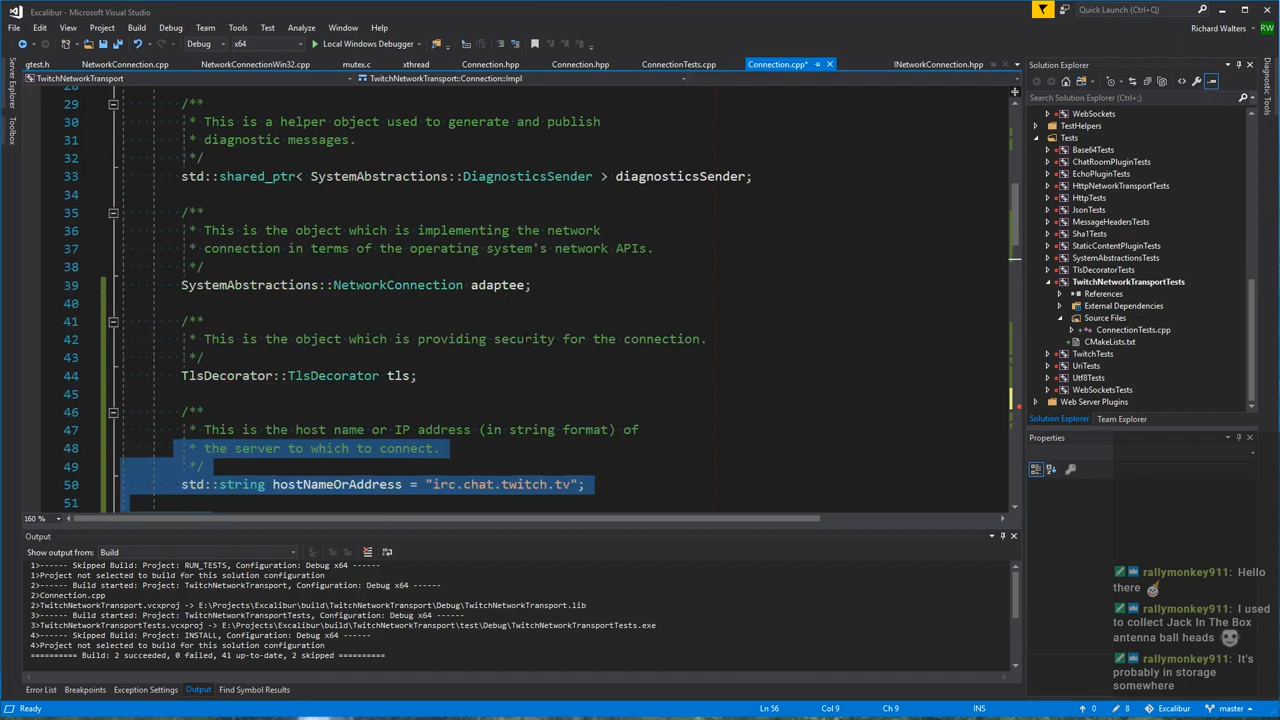 Excalibur - Microsoft Visual Studio
Quick Launch (Ctrl+Q)
File Edit View Project Build Debug Team Tools Test Analyze Window Help
Richard Walters RW
Debug x64 Local Windows Debugger
Server Explorer
Toolbox
gtest.h NetworkConnection.cpp NetworkConnectionWin32.cpp mutex.c xthread Connection.hpp Connection.hpp ConnectionTests.cpp Connection.cpp* INetworkConnection.hpp
TwitchNetworkTransport TwitchNetworkTransport::Connection::Impl
28
29 /**
30 * This is a helper object used to generate and publish
31 * diagnostic messages.
32 */
33 std::shared_ptr< SystemAbstractions::DiagnosticsSender > diagnosticsSender;
34
35 /**
36 * This is the object which is implementing the network
37 * connection in terms of the operating system's network APIs.
38 */
39 SystemAbstractions::NetworkConnection adaptee;
40
41 /**
42 * This is the object which is providing security for the connection.
43 */
44 TlsDecorator::TlsDecorator tls;
45
46 /**
47 * This is the host name or IP address (in string format) of
48 * the server to which to connect.
49 */
50 std::string hostNameOrAddress = "irc.chat.twitch.tv";
51
160 %
Output
Show output from: Build
1>------ Skipped Build: Project: RUN_TESTS, Configuration: Debug x64 ------
1>Project not selected to build for this solution configuration
2>------ Build started: Project: TwitchNetworkTransport, Configuration: Debug x64 ------
2>Connection.cpp
2>TwitchNetworkTransport.vcxproj -> E:\Projects\Excalibur\build\TwitchNetworkTransport\Debug\TwitchNetworkTransport.lib
3>------ Build started: Project: TwitchNetworkTransportTests, Configuration: Debug x64 ------
3>TwitchNetworkTransportTests.vcxproj -> E:\Projects\Excalibur\build\TwitchNetworkTransport\test\Debug\TwitchNetworkTransportTests.exe
4>------ Skipped Build: Project: INSTALL, Configuration: Debug x64 ------
4>Project not selected to build for this solution configuration
========== Build: 2 succeeded, 0 failed, 41 up-to-date, 2 skipped ==========
Error List Breakpoints Exception Settings Output Find Symbol Results
Ready Ln 56 Col 9 Ch 9 INS 0 8 Excalibur master
Solution Explorer
Search Solution Explorer (Ctrl+;)
WebSockets
TestHelpers
Tests
Base64Tests
ChatRoomPluginTests
EchoPluginTests
HttpNetworkTransportTests
HttpTests
JsonTests
MessageHeadersTests
Sha1Tests
StaticContentPluginTests
SystemAbstractionsTests
TlsDecoratorTests
TwitchNetworkTransportTests
References
External Dependencies
Source Files
ConnectionTests.cpp
CMakeLists.txt
TwitchTests
UriTests
Utf8Tests
WebSocketsTests
Web Server Plugins
Solution Explorer Team Explorer
Properties
Diagnostic Tools
rallymonkey911: Hello
there
rallymonkey911: I used
to collect Jack In The Box
antenna ball heads
rallymonkey911: It's
probably in storage
somewhere